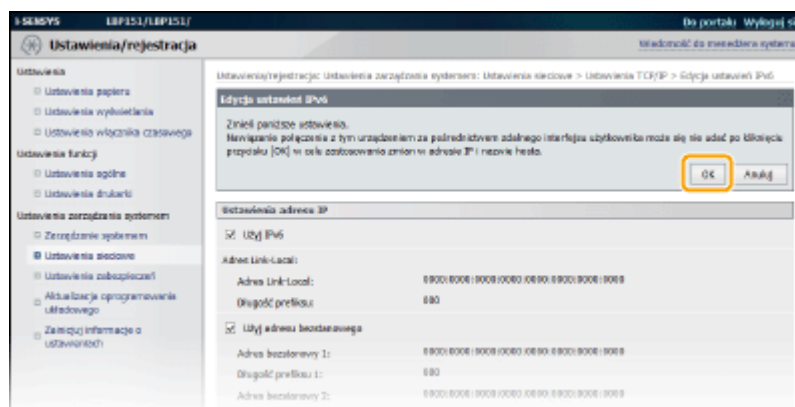 i-SENSYS LBP151/LBP151/ Do portalu Wyloguj si
Ustawienia/rejestracja Wiadomość do menedżera systemu
Ustawienia
Ustawienia papieru
Ustawienia wyświetlania
Ustawienia włącznika czasowego
Ustawienia funkcji
Ustawienia ogólne
Ustawienia drukarki
Ustawienia zarządzania systemem
Zarządzanie systemem
Ustawienia sieciowe
Ustawienia zabezpieczeń
Aktualizacja oprogramowania
układowego
Zainicjuj informacje o
ustawieniach
Ustawienia/rejestracja: Ustawienia zarządzania systemem: Ustawienia sieciowe > Ustawienia TCP/IP > Edycja ustawień IPv6
Edycja ustawień IPv6
Zmień poniższe ustawienia.
Nawiązanie połączenia z tym urządzeniem za pośrednictwem zdalnego interfejsu użytkownika może się nie udać po kliknięciu
przycisku [OK] w celu zastosowania zmian w adresie IP i nazwie hosta.
OK Anuluj
Ustawienia adresu IP
Użyj IPv6
Adres Link-Local:
Adres Link-Local: 0000:0000:0000:0000:0000:0000:0000:0000
Długość prefiksu: 000
Użyj adresu bezstanowego
Adres bezstanowy 1: 0000:0000:0000:0000:0000:0000:0000:0000
Długość prefiksu 1: 000
Adres bezstanowy 2: 0000:0000:0000:0000:0000:0000:0000:0000